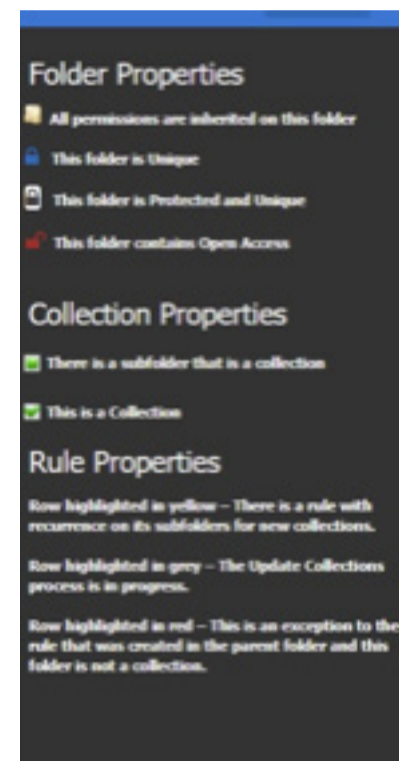 Folder Properties
All permissions are inherited on this folder
This folder is Unique
This folder is Protected and Unique
This folder contains Open Access
Collection Properties
There is a subfolder that is a collection
This is a Collection
Rule Properties
Row highlighted in yellow – There is a rule with
recurrence on its subfolders for new collections.
Row highlighted in grey – The Update Collections
process is in progress.
Row highlighted in red – This is an exception to the
rule that was created in the parent folder and this
folder is not a collection.